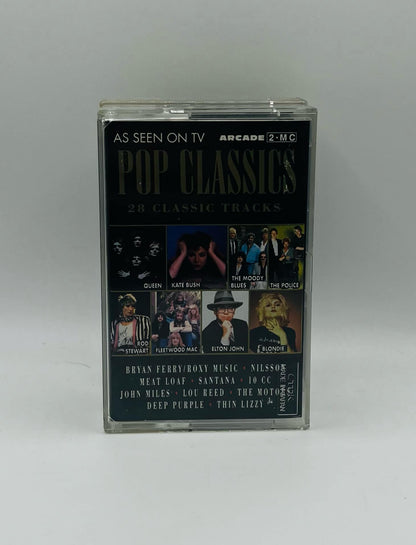 AS SEEN ON TV ARCADE 2·MC
POP CLASSICS
28 CLASSIC TRACKS
QUEEN
KATE BUSH
THE MOODY
BLUES
THE POLICE
ROD
STEWART
FLEETWOOD MAC
ELTON JOHN
BLONDIE
BRYAN FERRY/ROXY MUSIC · NILSSON
MEAT LOAF · SANTANA · 10 CC
JOHN MILES · LOU REED · THE MOTORS
DEEP PURPLE · THIN LIZZY